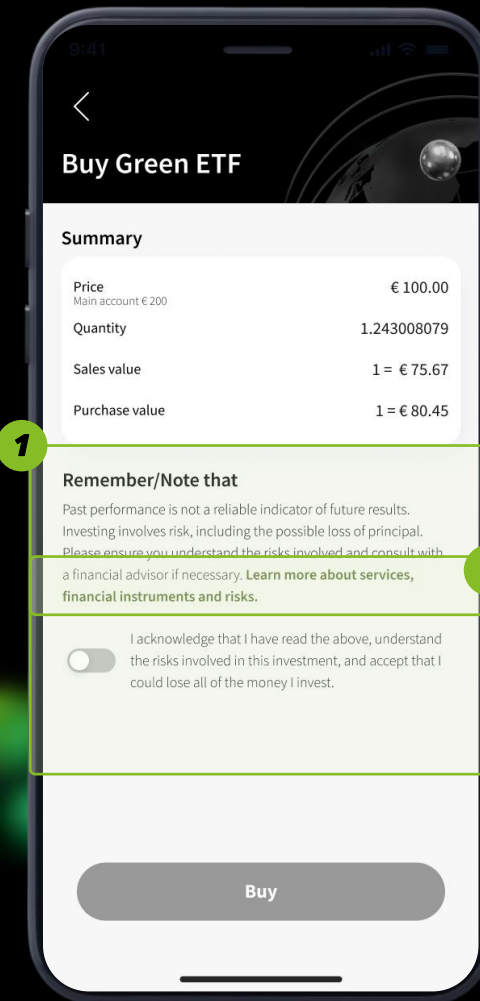 9:41
Buy Green ETF
Summary
Price € 100.00
Main account € 200
Quantity 1.243008079
Sales value 1 = € 75.67
Purchase value 1 = € 80.45
1
Remember/Note that
Past performance is not a reliable indicator of future results.
Investing involves risk, including the possible loss of principal.
Please ensure you understand the risks involved and consult with
a financial advisor if necessary. Learn more about services,
financial instruments and risks.
I acknowledge that I have read the above, understand
the risks involved in this investment, and accept that I
could lose all of the money I invest.
Buy